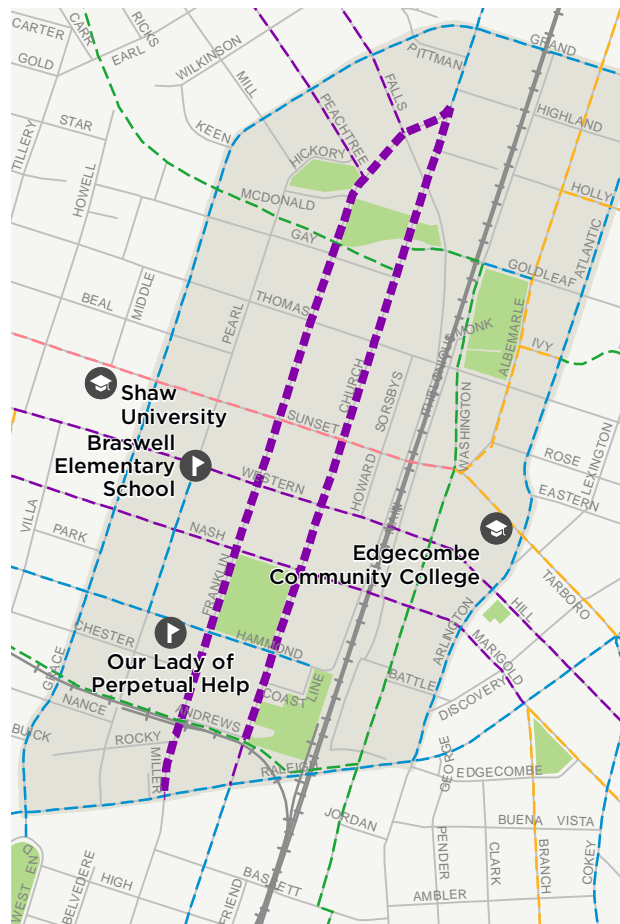 CARTER
CARR
RICKS
GOLD
EARL
WILKINSON
PITTMAN
GRAND
MILL
FALLS
PEACHTREE
HIGHLAND
STAR
KEEN
TILLERY
HICKORY
HOWELL
MCDONALD
HOLLY
GAY
ATLANTIC
GOLDLEAF
MIDDLE
BEAL
THOMAS
PEARL
ALBEMARLE
MONK
IVY
THELONIOUS
CHURCH
SORSBYS
WASHINGTON
Shaw
University
SUNSET
Braswell
Elementary
School
ROSE
LEXINGTON
WESTERN
HOWARD
EASTERN
VILLA
MAIN
PARK
NASH
Edgecombe
Community College
FRANKLIN
TARBORO
HILL
CHESTER
HAMMOND
ARLINGTON
MARIGOLD
Our Lady of
Perpetual Help
GRACE
BATTLE
NANCE
COAST
LINE
DISCOVERY
ANDREWS
BUICK
ROCKY
MILLER
RALEIGH
GEORGE
EDGECOMBE
JORDAN
BUENA VISTA
PENDER
CLARK
BRANCH
COKEY
WEST EN
D
BELVEDERE
HIGH
BASSETT
FRIEND
AMBLER